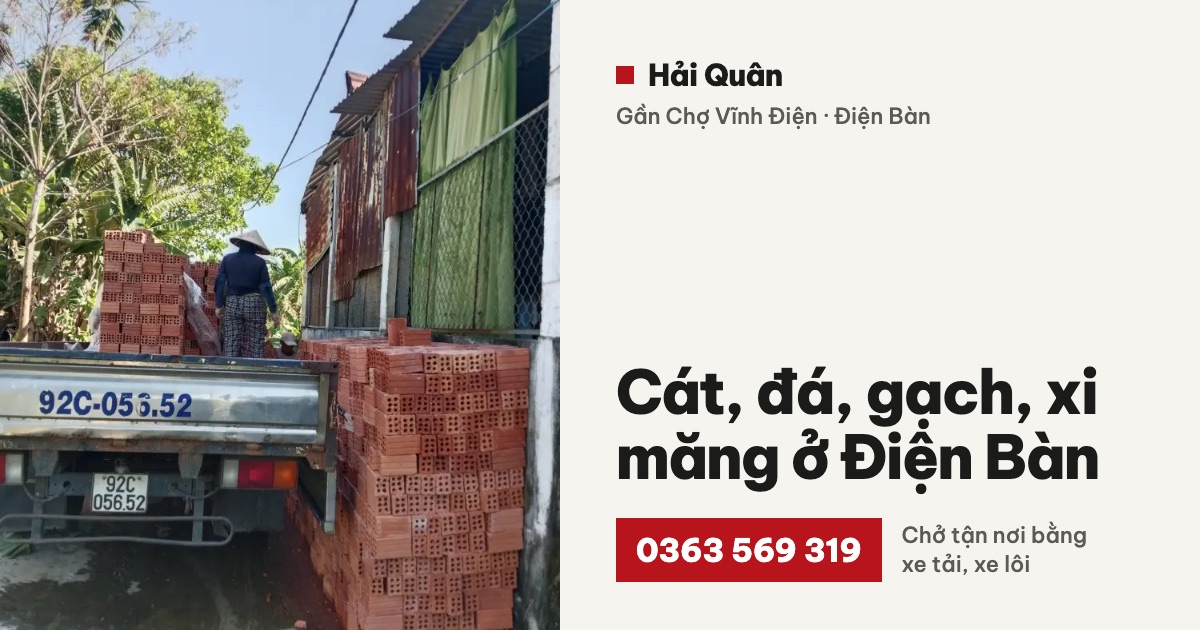 Hải Quân
Gần Chợ Vĩnh Điện · Điện Bàn
92C-056.52
92C
056.52
Cát, đá, gạch, xi
măng ở Điện Bàn
0363 569 319
Chở tận nơi bằng
xe tải, xe lôi